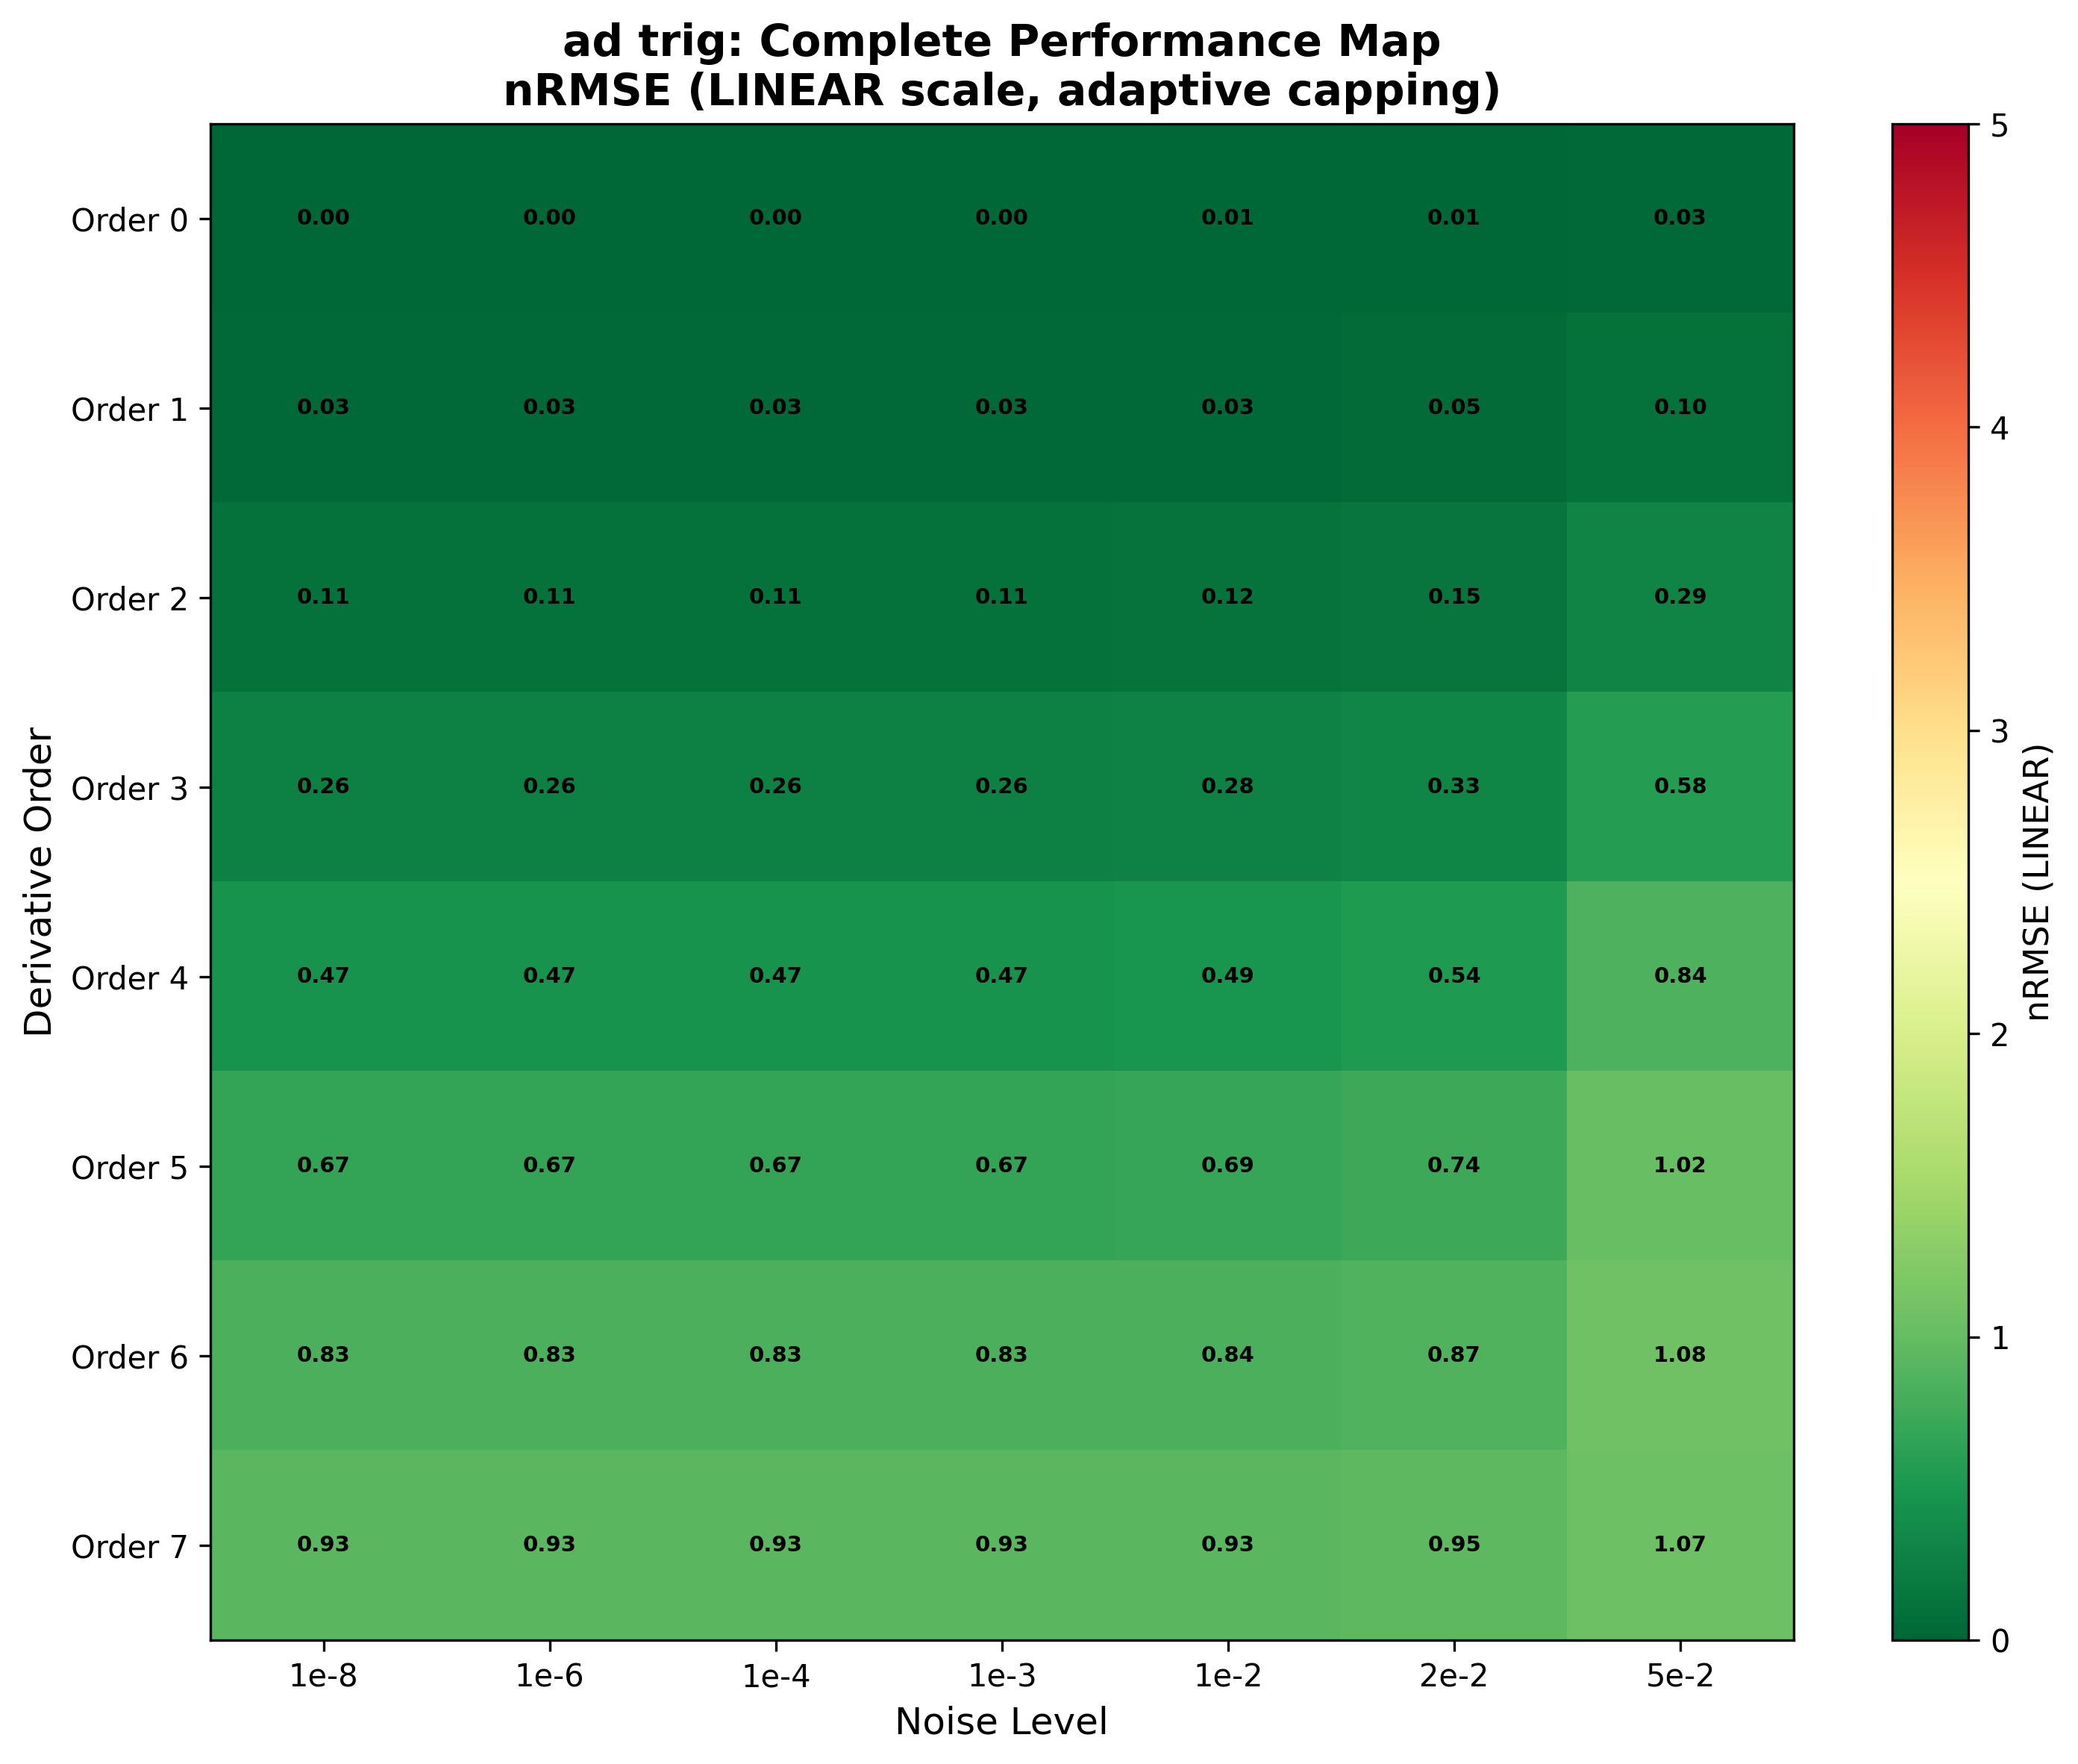 ad trig: Complete Performance Map
nRMSE (LINEAR scale, adaptive capping)
Derivative Order
Order 0 0.00 0.00 0.00 0.00 0.01 0.01 0.03
Order 1 0.03 0.03 0.03 0.03 0.03 0.05 0.10
Order 2 0.11 0.11 0.11 0.11 0.12 0.15 0.29
Order 3 0.26 0.26 0.26 0.26 0.28 0.33 0.58
Order 4 0.47 0.47 0.47 0.47 0.49 0.54 0.84
Order 5 0.67 0.67 0.67 0.67 0.69 0.74 1.02
Order 6 0.83 0.83 0.83 0.83 0.84 0.87 1.08
Order 7 0.93 0.93 0.93 0.93 0.93 0.95 1.07
1e-8 1e-6 1e-4 1e-3 1e-2 2e-2 5e-2
Noise Level
5
4
3
2
1
0
nRMSE (LINEAR)